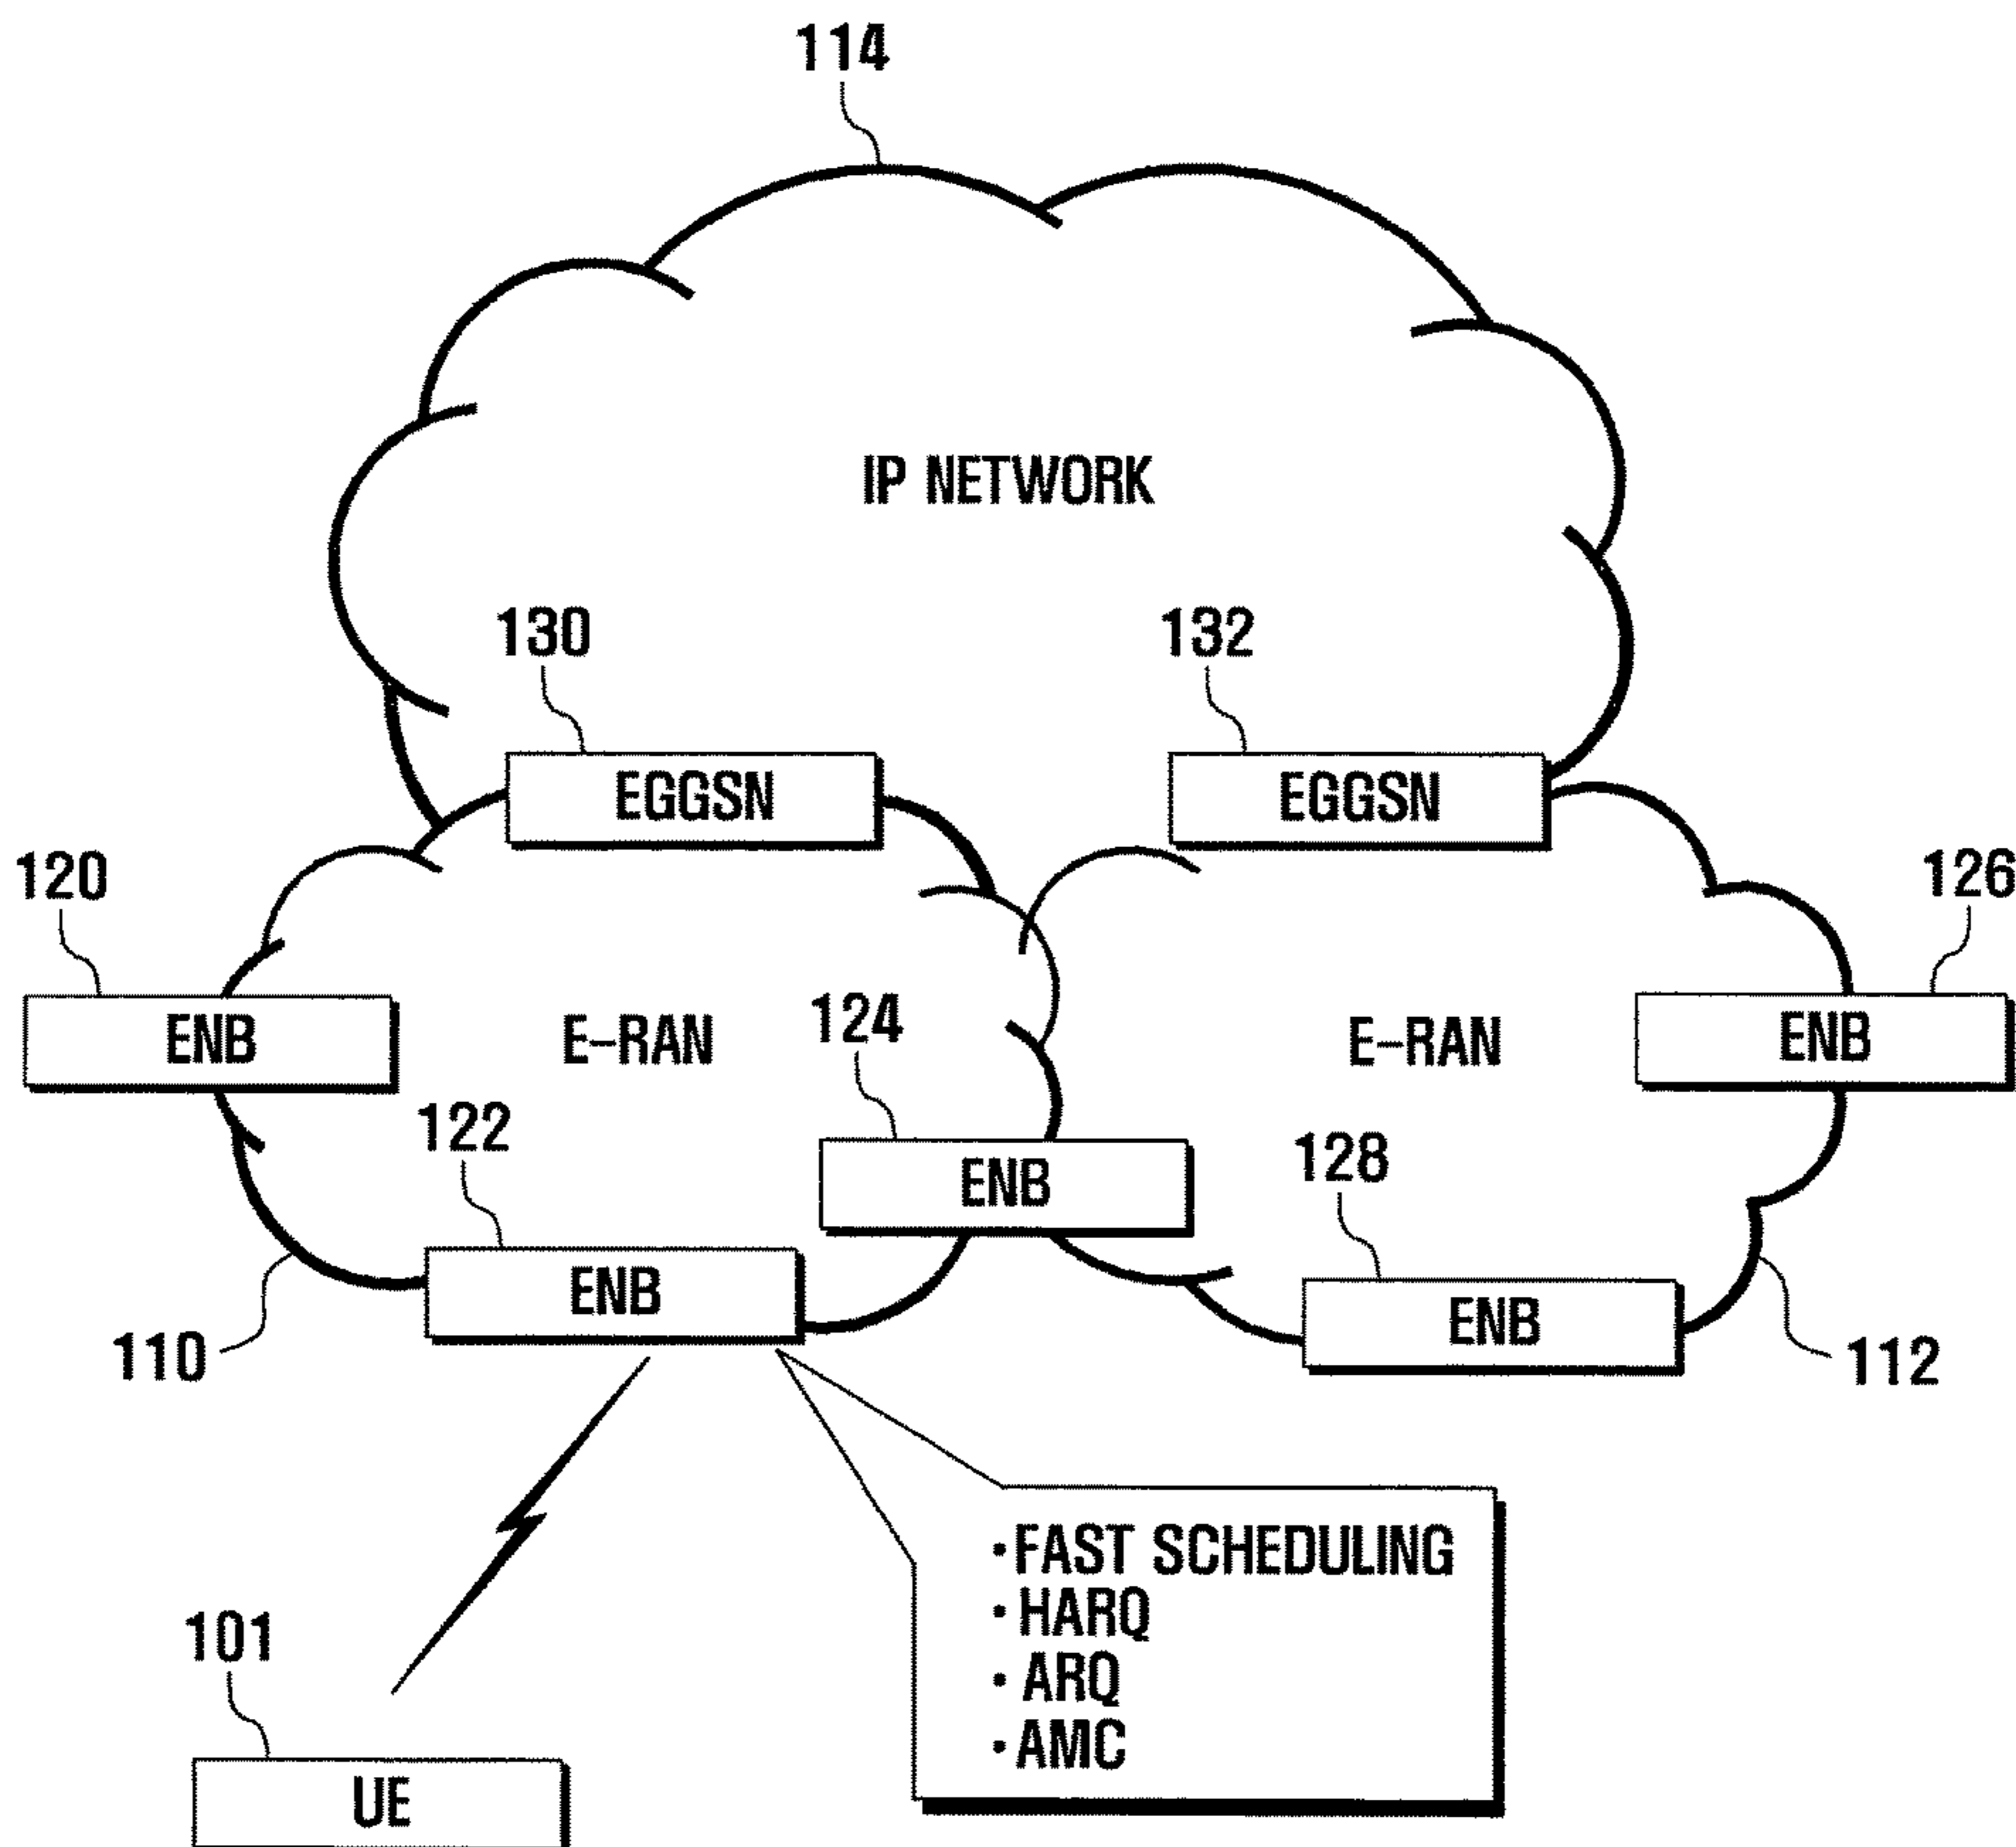 114
IP NETWORK
130
132
EGGSN
EGGSN
120
126
ENB
E-RAN
124
E-RAN
ENB
122
ENB
128
ENB
ENB
110
112
·FAST SCHEDULING
·HARQ
·ARQ
·AMC
101
UE